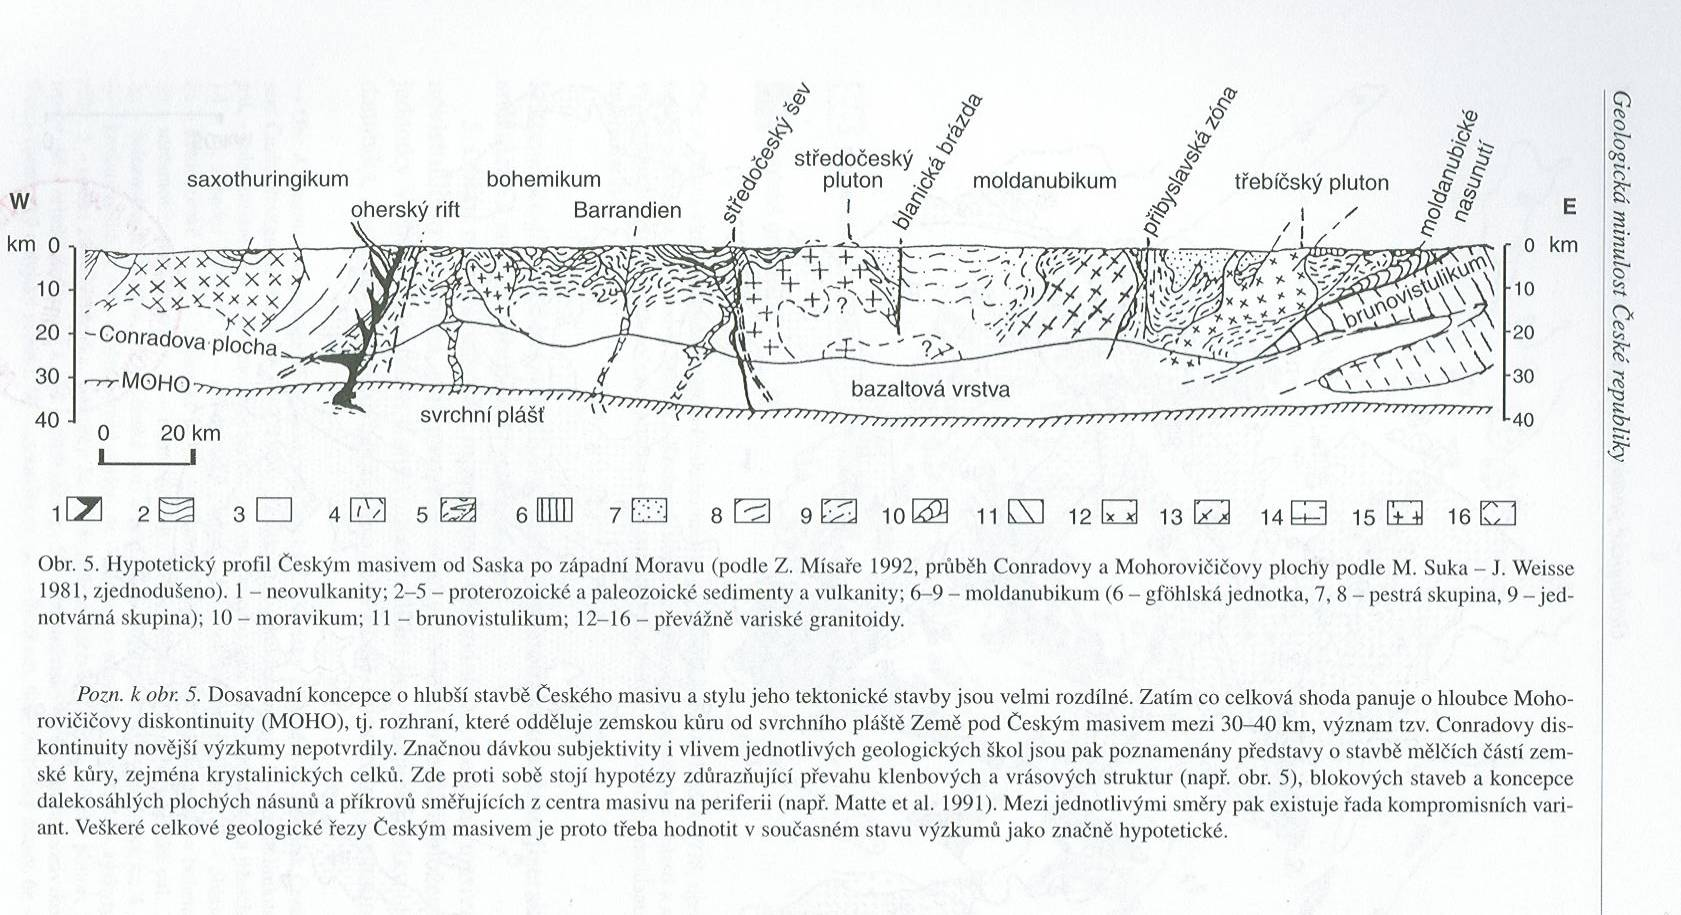 Geologická minulost České republiky
W
E
saxothuringikum
oherský rift
bohemikum
Barrandien
středočeský šev
středočeský
pluton
blanická brázda
moldanubikum
přibyslavská zóna
třebíčský pluton
moldanubické
nasunutí
km 0
10
20
30
40
0 km
10
20
30
40
Conradova plocha
MOHO
svrchní plášť
bazaltová vrstva
brunovistulikum
?
?
0 20 km
1 2 3 4 5 6 7 8 9 10 11 12 13 14 15 16
Obr. 5. Hypotetický profil Českým masivem od Saska po západní Moravu (podle Z. Mísaře 1992, průběh Conradovy a Mohorovičičovy plochy podle M. Suka – J. Weisse
1981, zjednodušeno). 1 – neovulkanity; 2–5 – proterozoické a paleozoické sedimenty a vulkanity; 6–9 – moldanubikum (6 – gföhlská jednotka, 7, 8 – pestrá skupina, 9 – jed-
notvárná skupina); 10 – moravikum; 11 – brunovistulikum; 12–16 – převážně variské granitoidy.
Pozn. k obr. 5. Dosavadní koncepce o hlubší stavbě Českého masivu a stylu jeho tektonické stavby jsou velmi rozdílné. Zatím co celková shoda panuje o hloubce Moho-
rovičičovy diskontinuity (MOHO), tj. rozhraní, které odděluje zemskou kůru od svrchního pláště Země pod Českým masivem mezi 30–40 km, význam tzv. Conradovy dis-
kontinuity novější výzkumy nepotvrdily. Značnou dávkou subjektivity i vlivem jednotlivých geologických škol jsou pak poznamenány představy o stavbě mělčích částí zem-
ské kůry, zejména krystalinických celků. Zde proti sobě stojí hypotézy zdůrazňující převahu klenbových a vrásových struktur (např. obr. 5), blokových staveb a koncepce
dalekosáhlých plochých násunů a příkrovů směřujících z centra masivu na periferii (např. Matte et al. 1991). Mezi jednotlivými směry pak existuje řada kompromisních vari-
ant. Veškeré celkové geologické řezy Českým masivem je proto třeba hodnotit v současném stavu výzkumů jako značně hypotetické.